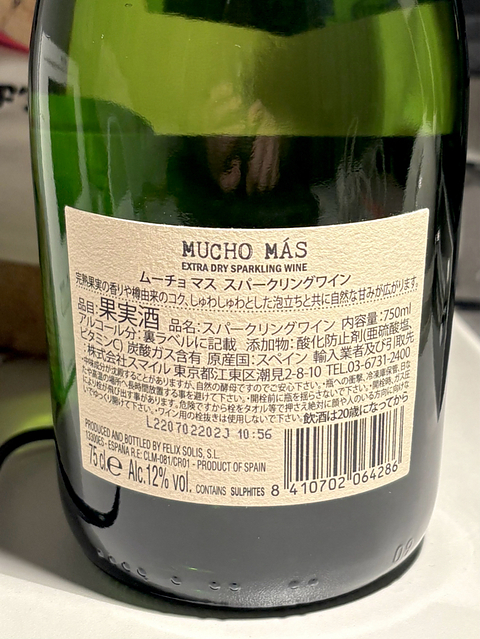 MUCHO MÁS
EXTRA DRY SPARKLING WINE
ムーチョ マス スパークリングワイン
完熟果実の香りや樽由来のコク、しゅわしゅわとした泡立ちと共に自然な甘みが広がります。
品目:果実酒 品名:スパークリングワイン 内容量:750ml
アルコール分:裏ラベルに記載 添加物:酸化防止剤(亜硫酸塩、
ビタミンC) 炭酸ガス含有 原産国:スペイン 輸入業者及び引取先
:株式会社スマイル 東京都江東区潮見2-8-10 TEL.03-6731-2400
飲酒は20歳になってから
L220702202J 10:56
PRODUCED AND BOTTLED BY FELIX SOLIS, S.L.
13300ES - ESPAÑA R.E: CLM-081/CR01 - PRODUCT OF SPAIN
75 cl e Alc.12% vol. CONTAINS SULPHITES
8 410702 064286